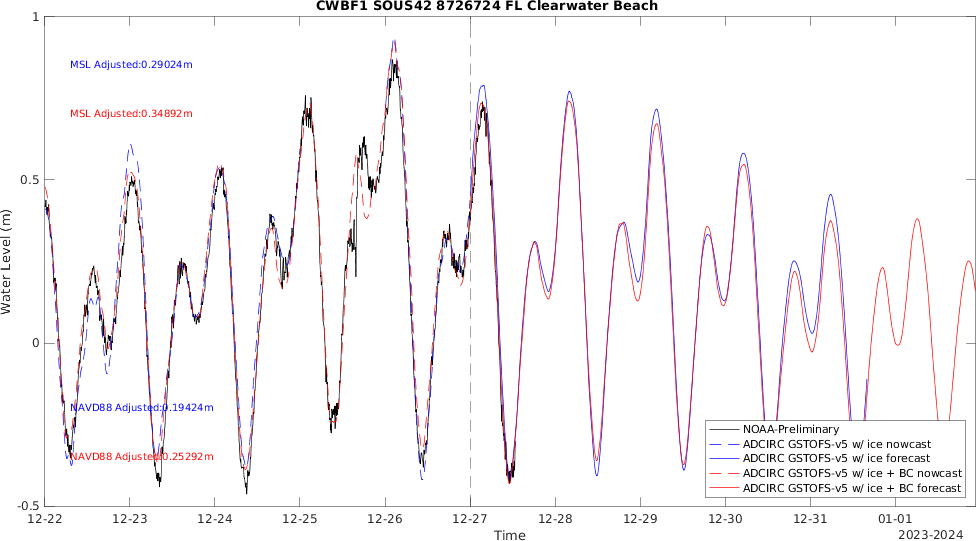 CWBF1 SOUS42 8726724 FL Clearwater Beach
1
MSL Adjusted:0.29024m
MSL Adjusted:0.34892m
0.5
Water Level (m)
0
NAVD88 Adjusted:0.19424m
NAVD88 Adjusted:0.25292m
NOAA-Preliminary
ADCIRC GSTOFS-v5 w/ ice nowcast
ADCIRC GSTOFS-v5 w/ ice forecast
ADCIRC GSTOFS-v5 w/ ice + BC nowcast
ADCIRC GSTOFS-v5 w/ ice + BC forecast
-0.5
12-22 12-23 12-24 12-25 12-26 12-27 12-28 12-29 12-30 12-31 01-01
Time
2023-2024